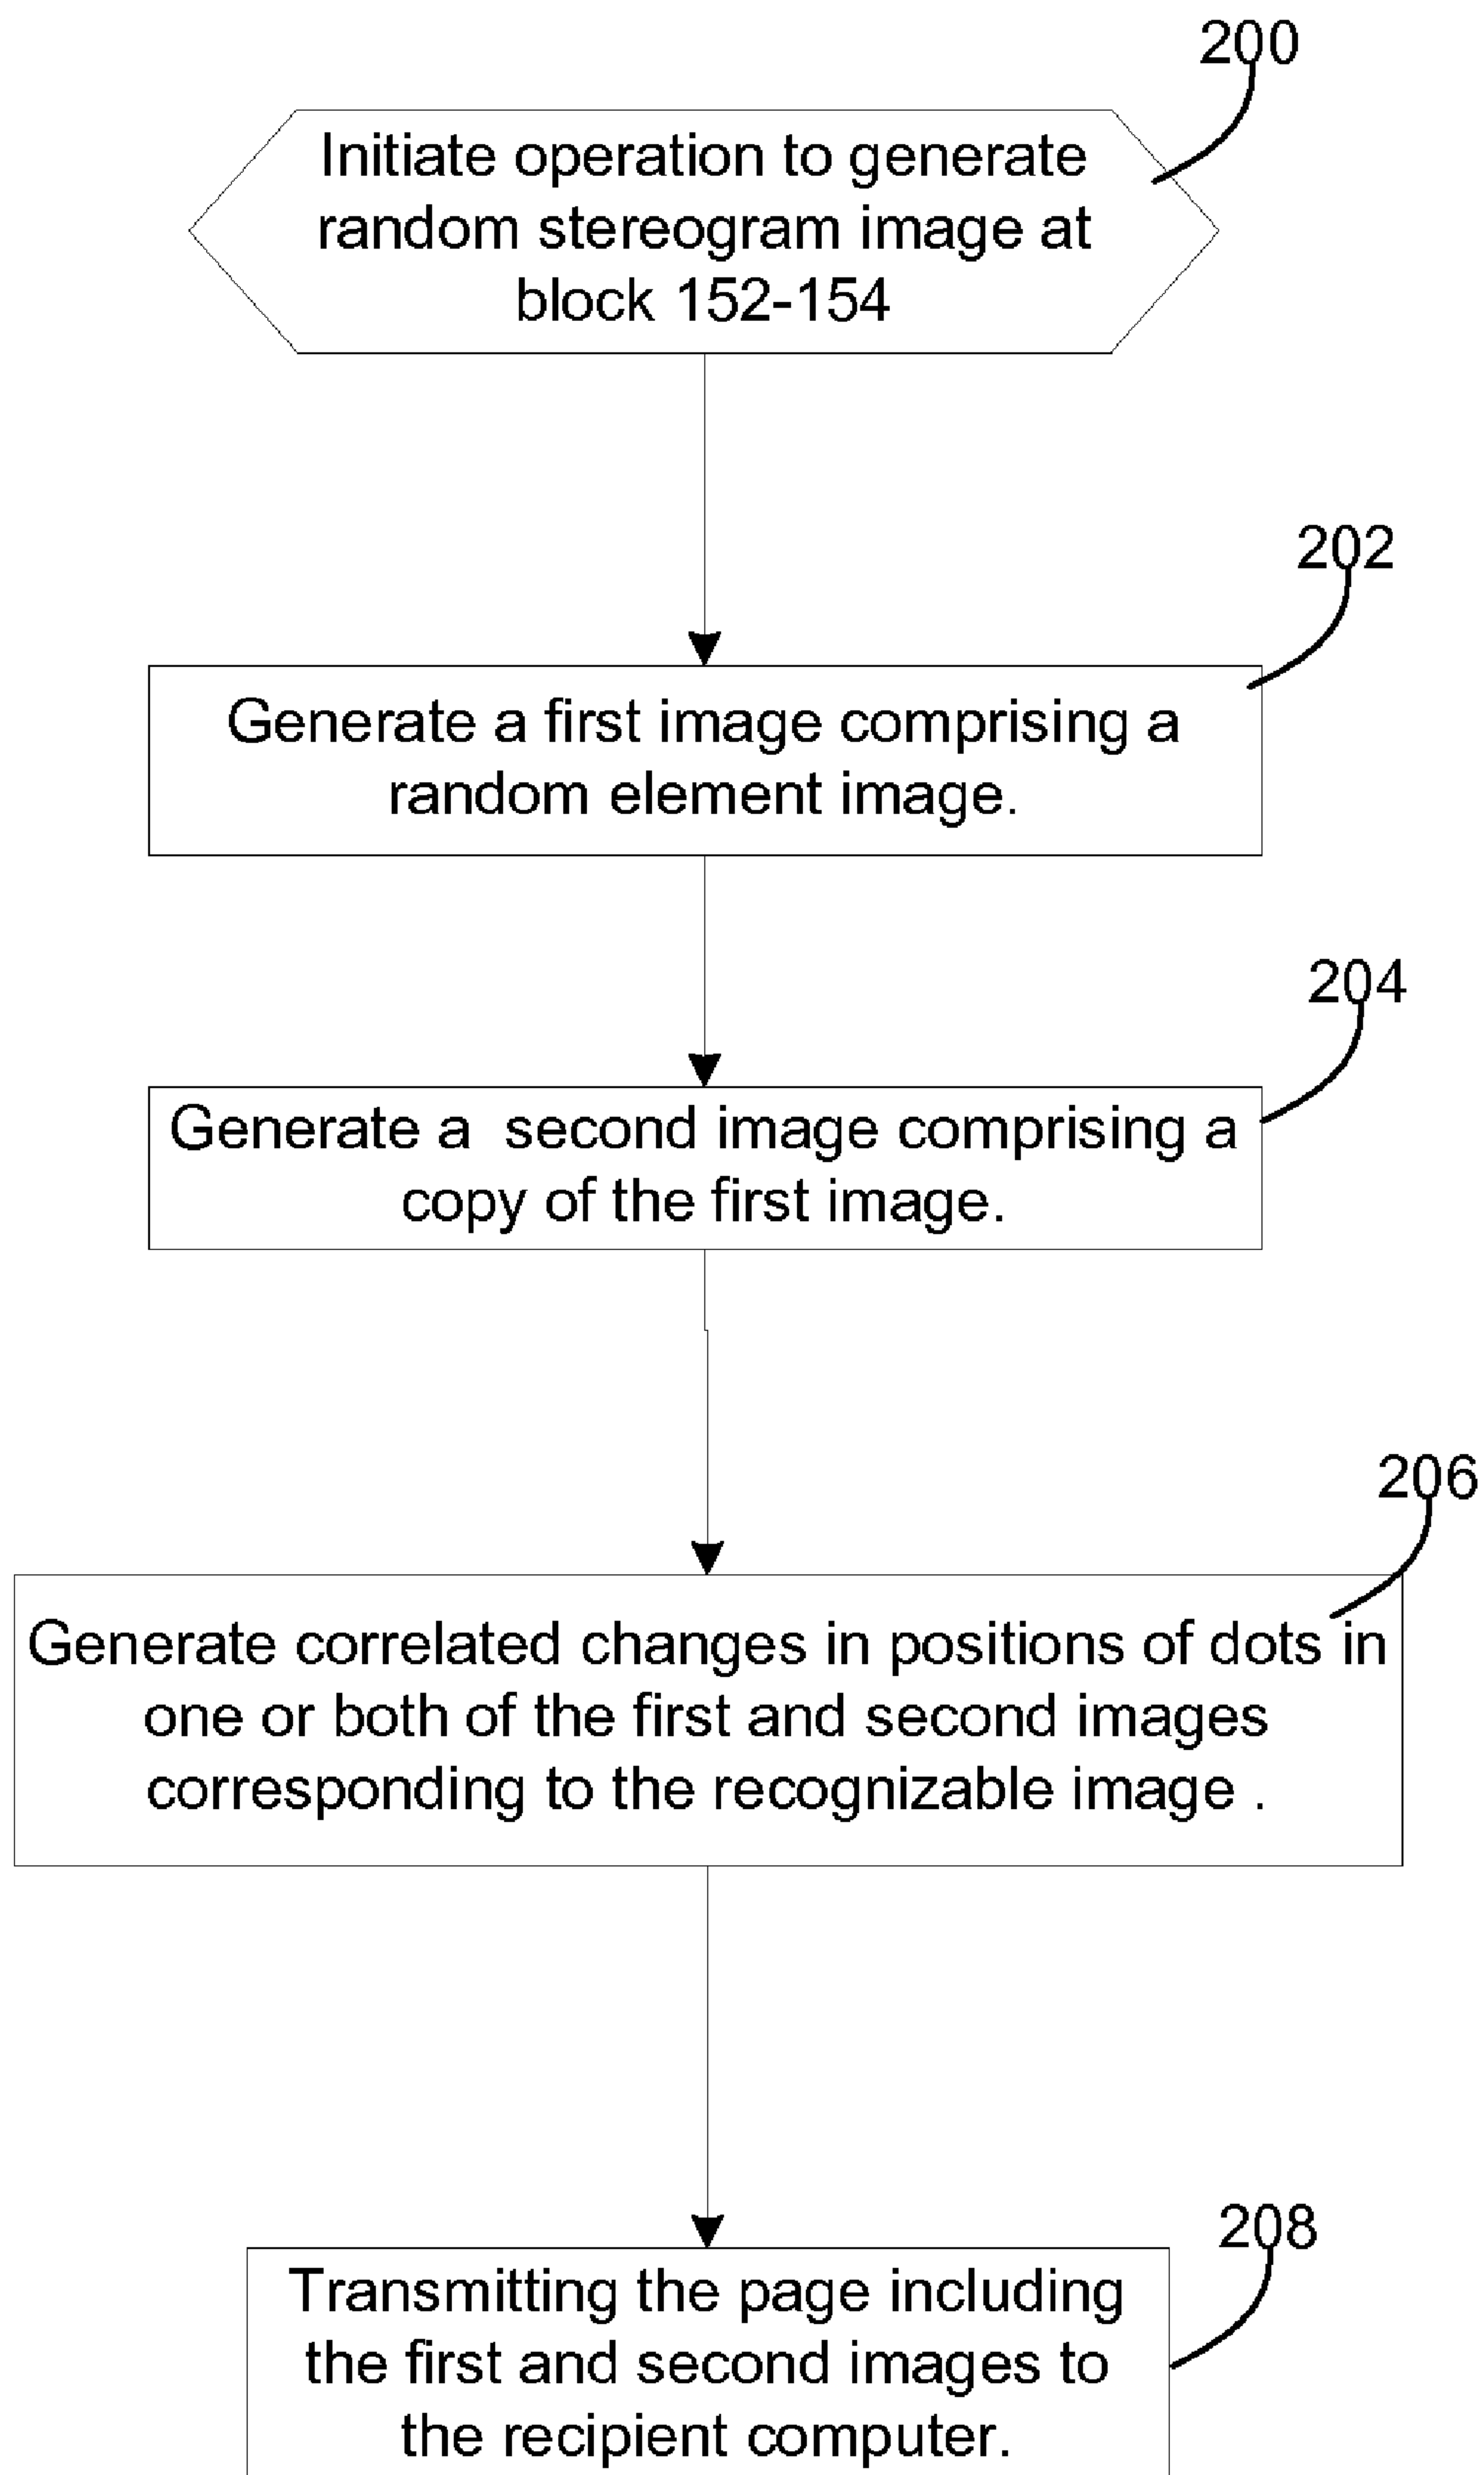 200
Initiate operation to generate
random stereogram image at
block 152-154
202
Generate a first image comprising a
random element image.
204
Generate a  second image comprising a
copy of the first image.
206
Generate correlated changes in positions of dots in
one or both of the first and second images
corresponding to the recognizable image .
208
Transmitting the page including
the first and second images to
the recipient computer.